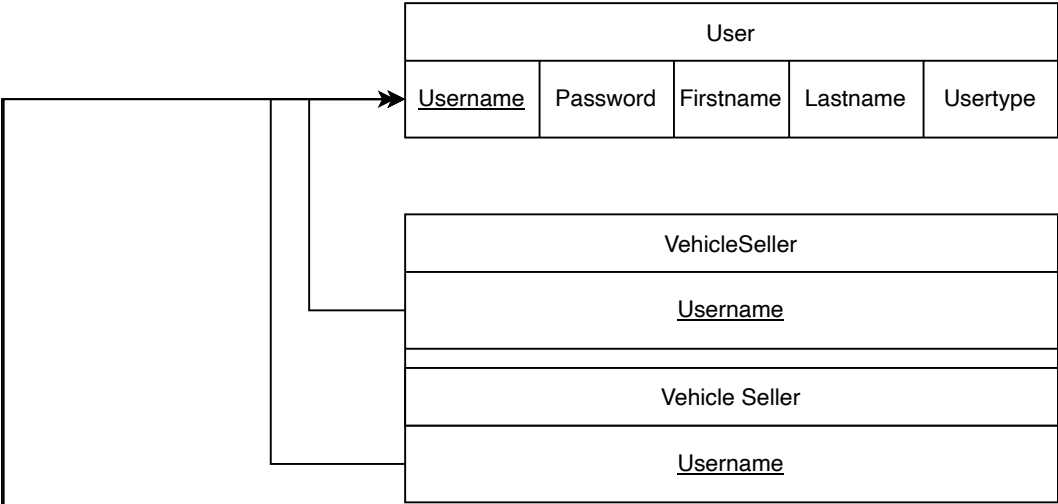 User
Username Password Firstname Lastname Usertype
VehicleSeller
Username
Vehicle Seller
Username